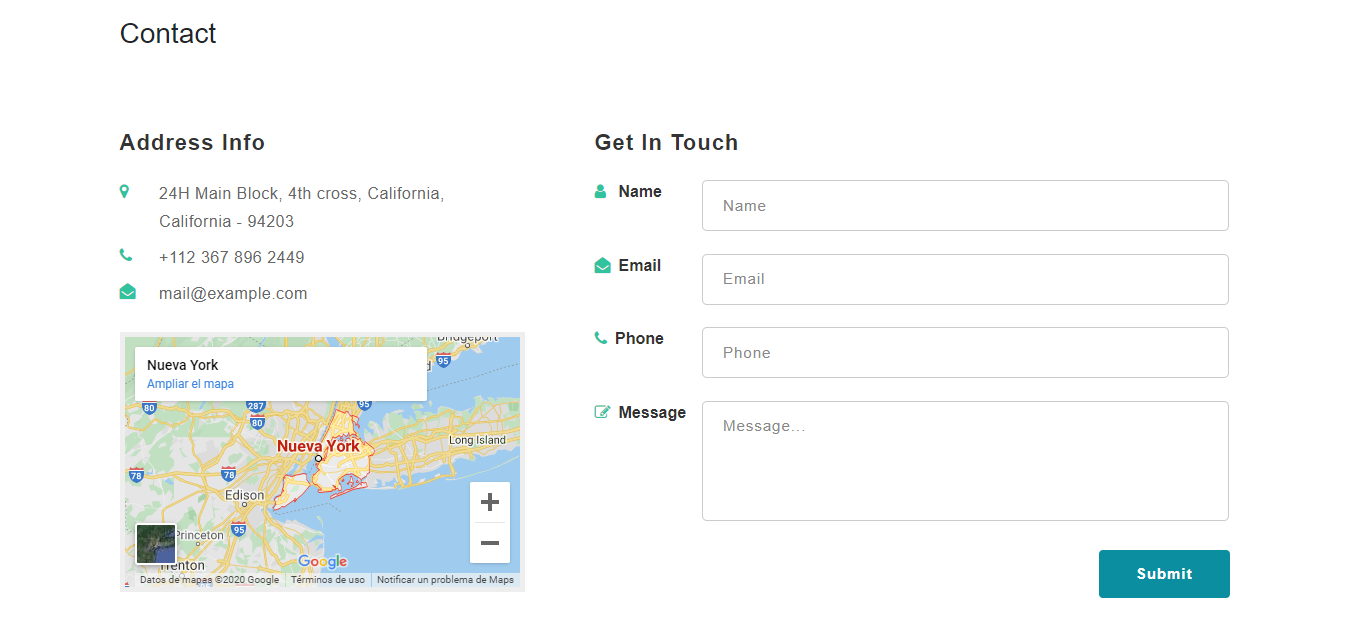 Contact
Address Info
24H Main Block, 4th cross, California,
California - 94203
+112 367 896 2449
mail@example.com
Nueva York
Ampliar el mapa
Bridgeport
95
80
287
95
80
Nueva York
Long Island
78
78
Edison
95
Princeton
Trenton
Google
Datos de mapas ©2020 Google
Términos de uso
Notificar un problema de Maps
Get In Touch
Name
Name
Email
Email
Phone
Phone
Message
Message...
Submit